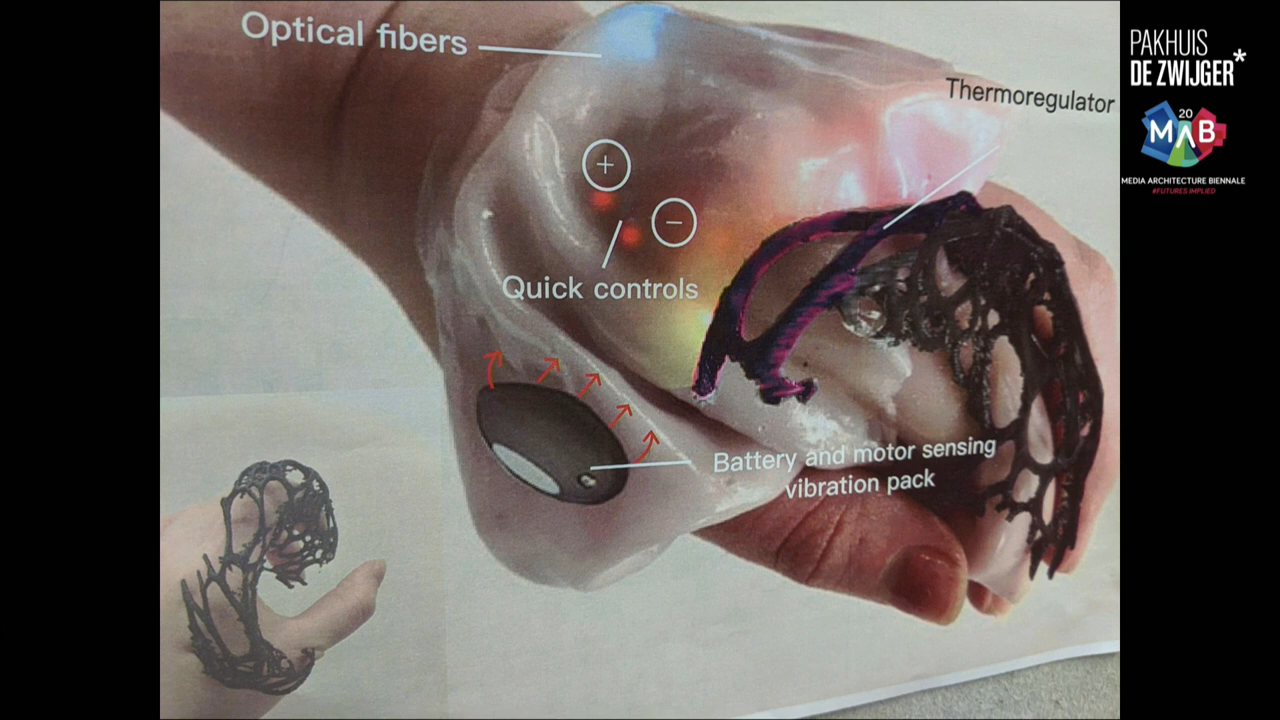 Optical fibers
Thermoregulator
+
−
Quick controls
Battery and motor sensing
vibration pack
PAKHUIS
DE ZWIJGER*
20
MAB
MEDIA ARCHITECTURE BIENNALE
#FUTURES IMPLIED